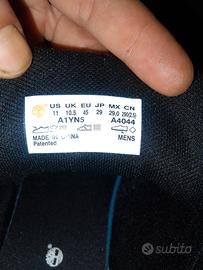 US UK EU JP MX CN
11 10.5 45 29 29.0 290(2.5)
A1YN5 A4044
MADE IN CHINA
Patented MENS
subito